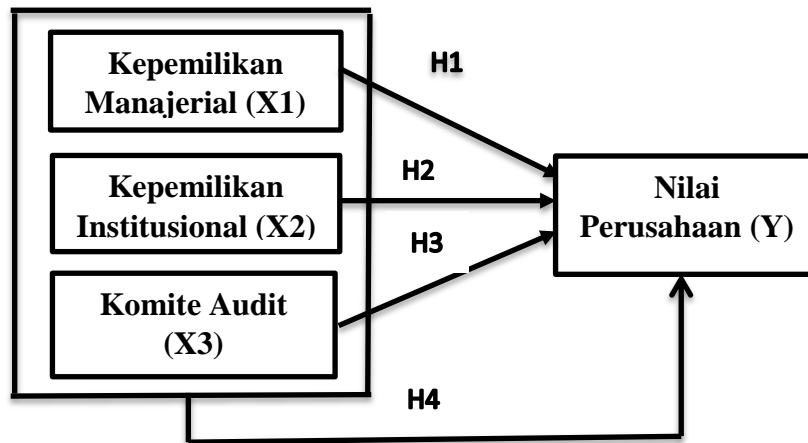 Kepemilikan
Manajerial (X1)
H1
Kepemilikan
Institusional (X2)
H2
Nilai
Perusahaan (Y)
H3
Komite Audit
(X3)
H4